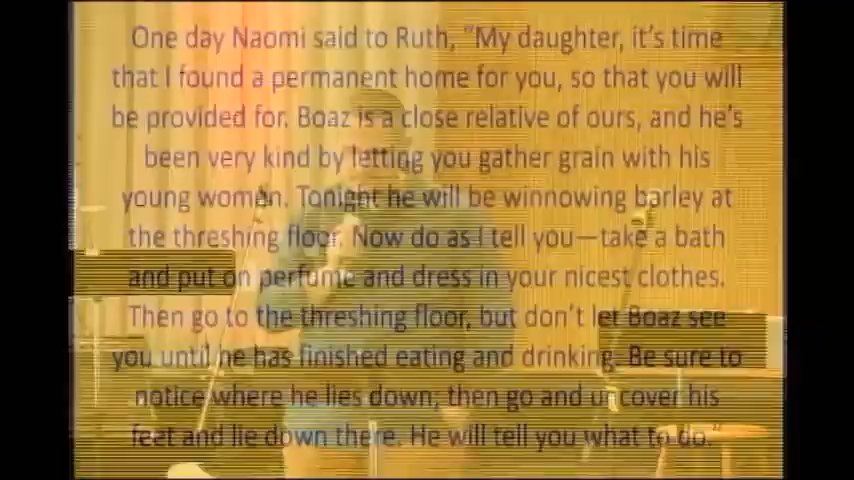 One day Naomi said to Ruth, “My daughter, it’s time
that I found a permanent home for you, so that you will
be provided for. Boaz is a close relative of ours, and he’s
been very kind by letting you gather grain with his
young women. Tonight he will be winnowing barley at
the threshing floor. Now do as I tell you—take a bath
and put on perfume and dress in your nicest clothes.
Then go to the threshing floor, but don’t let Boaz see
you until he has finished eating and drinking. Be sure to
notice where he lies down; then go and uncover his
feet and lie down there. He will tell you what to do.”